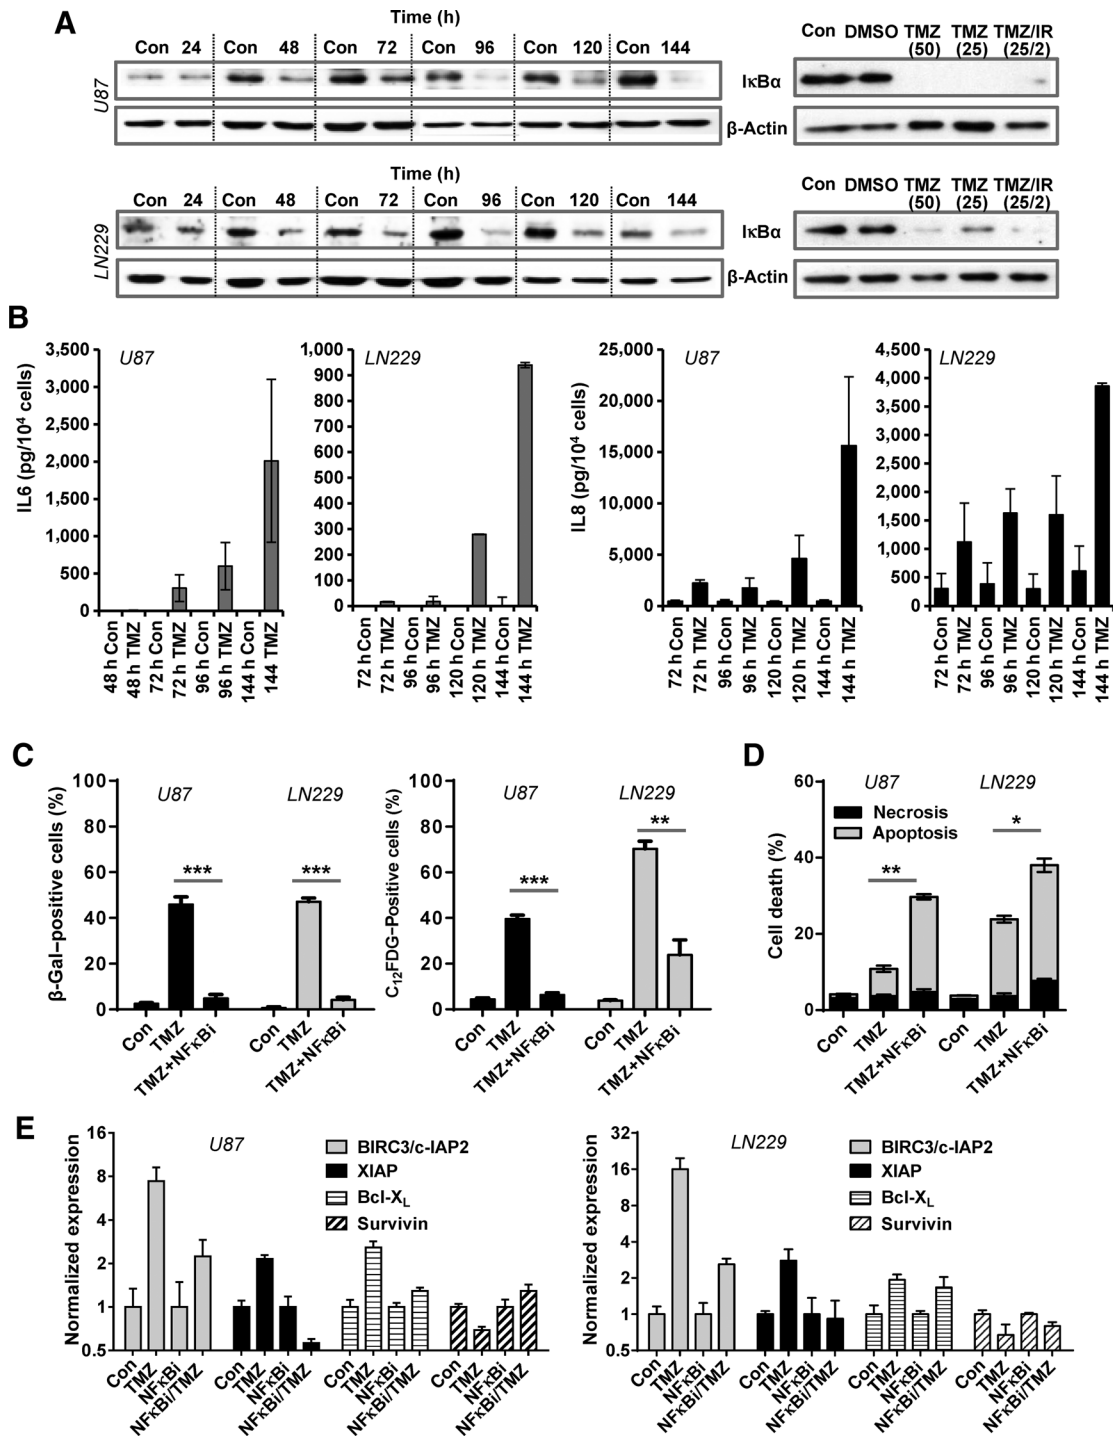 A
Time (h)
Con 24 Con 48 Con 72 Con 96 Con 120 Con 144
U87
IκBα
β-Actin
Con DMSO TMZ TMZ TMZ/IR
(50) (25) (25/2)
Time (h)
Con 24 Con 48 Con 72 Con 96 Con 120 Con 144
LN229
IκBα
β-Actin
Con DMSO TMZ TMZ TMZ/IR
(50) (25) (25/2)
B
U87
IL6 (pg/10⁴ cells)
3,500
3,000
2,500
2,000
1,500
1,000
500
0
48 h Con
48 h TMZ
72 h Con
72 h TMZ
96 h Con
96 h TMZ
144 h Con
144 TMZ
LN229
1,000
900
800
700
600
500
400
300
200
100
0
72 h Con
72 h TMZ
96 h Con
96 h TMZ
120 h Con
120 h TMZ
144 h Con
144 h TMZ
U87
IL8 (pg/10⁴ cells)
25,000
20,000
15,000
10,000
5,000
0
72 h Con
72 h TMZ
96 h Con
96 h TMZ
120 h Con
120 h TMZ
144 h Con
144 h TMZ
LN229
4,500
4,000
3,500
3,000
2,500
2,000
1,500
1,000
500
0
72 h Con
72 h TMZ
96 h Con
96 h TMZ
120 h Con
120 h TMZ
144 h Con
144 h TMZ
C
β-Gal–positive cells (%)
100
80
60
40
20
0
U87
LN229
***
***
Con
TMZ
TMZ+NFκBi
Con
TMZ
TMZ+NFκBi
C₁₂FDG–Positive cells (%)
100
80
60
40
20
0
U87
LN229
***
**
Con
TMZ
TMZ+NFκBi
Con
TMZ
TMZ+NFκBi
D
Cell death (%)
60
40
20
0
U87
LN229
Necrosis
Apoptosis
**
*
Con
TMZ
TMZ+NFκBi
Con
TMZ
TMZ+NFκBi
E
Normalized expression
16
8
4
2
1
0.5
U87
BIRC3/c-IAP2
XIAP
Bcl-X_L
Survivin
Con
TMZ
NFκBi
NFκBi/TMZ
Con
TMZ
NFκBi
NFκBi/TMZ
Con
TMZ
NFκBi
NFκBi/TMZ
Con
TMZ
NFκBi
NFκBi/TMZ
Normalized expression
32
16
8
4
2
1
0.5
LN229
BIRC3/c-IAP2
XIAP
Bcl-X_L
Survivin
Con
TMZ
NFκBi
NFκBi/TMZ
Con
TMZ
NFκBi
NFκBi/TMZ
Con
TMZ
NFκBi
NFκBi/TMZ
Con
TMZ
NFκBi
NFκBi/TMZ